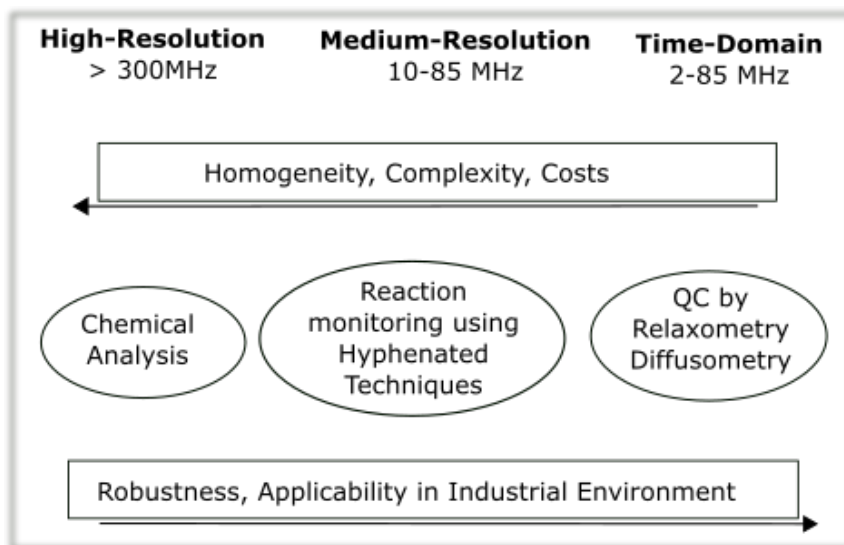 High-Resolution
> 300MHz
Medium-Resolution
10-85 MHz
Time-Domain
2-85 MHz
Homogeneity, Complexity, Costs
Chemical
Analysis
Reaction
monitoring using
Hyphenated
Techniques
QC by
Relaxometry
Diffusometry
Robustness, Applicability in Industrial Environment